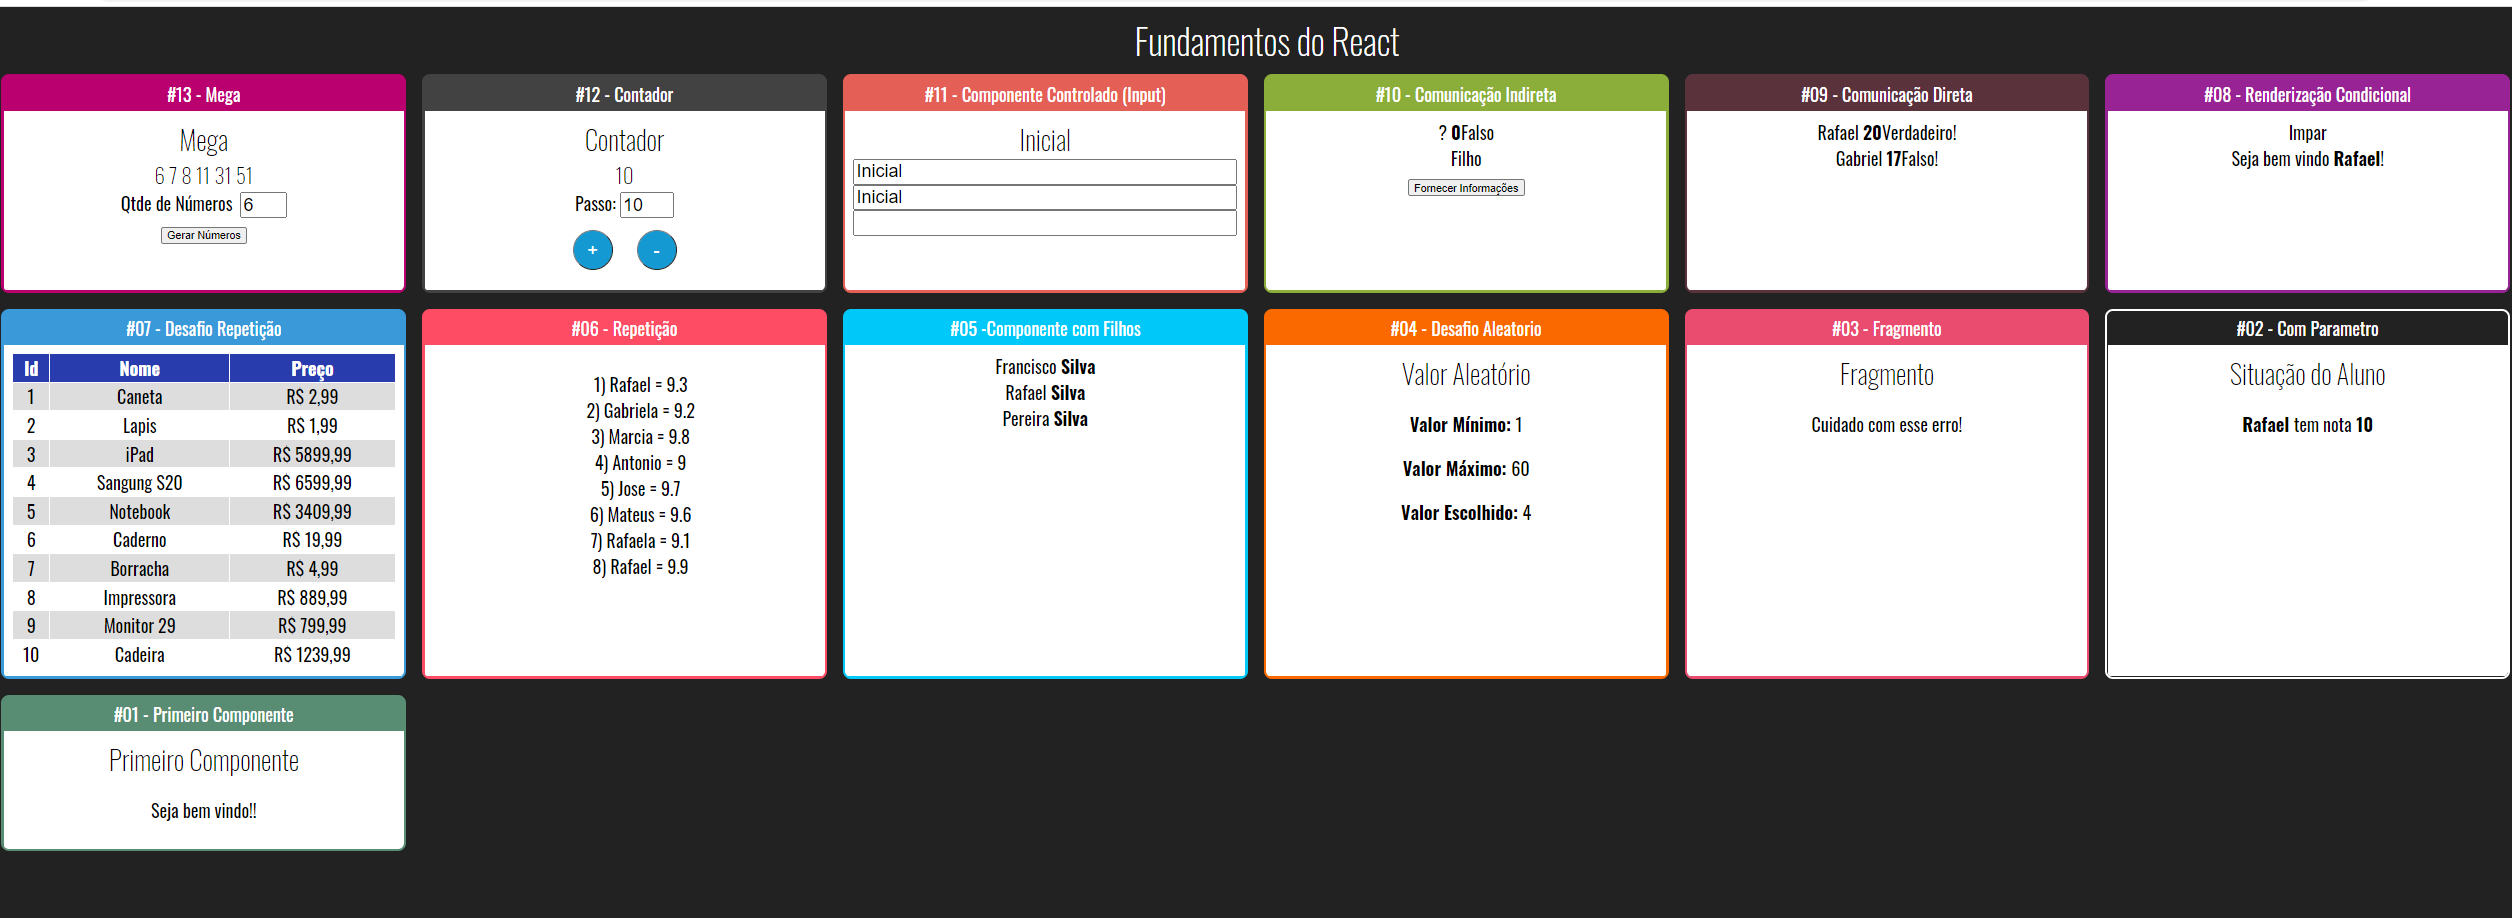 Fundamentos do React
#13 - Mega
Mega
6 7 8 11 31 51
Qtde de Números 6
Gerar Números
#12 - Contador
Contador
10
Passo: 10
+ -
#11 - Componente Controlado (Input)
Inicial
Inicial
Inicial
#10 - Comunicação Indireta
? 0Falso
Filho
Fornecer Informações
#09 - Comunicação Direta
Rafael 20Verdadeiro!
Gabriel 17Falso!
#08 - Renderização Condicional
Impar
Seja bem vindo Rafael!
#07 - Desafio Repetição
Id Nome Preço
1 Caneta R$ 2,99
2 Lapis R$ 1,99
3 iPad R$ 5899,99
4 Sangung S20 R$ 6599,99
5 Notebook R$ 3409,99
6 Caderno R$ 19,99
7 Borracha R$ 4,99
8 Impressora R$ 889,99
9 Monitor 29 R$ 799,99
10 Cadeira R$ 1239,99
#06 - Repetição
1) Rafael = 9.3
2) Gabriela = 9.2
3) Marcia = 9.8
4) Antonio = 9
5) Jose = 9.7
6) Mateus = 9.6
7) Rafaela = 9.1
8) Rafael = 9.9
#05 -Componente com Filhos
Francisco Silva
Rafael Silva
Pereira Silva
#04 - Desafio Aleatorio
Valor Aleatório
Valor Mínimo: 1
Valor Máximo: 60
Valor Escolhido: 4
#03 - Fragmento
Fragmento
Cuidado com esse erro!
#02 - Com Parametro
Situação do Aluno
Rafael tem nota 10
#01 - Primeiro Componente
Primeiro Componente
Seja bem vindo!!